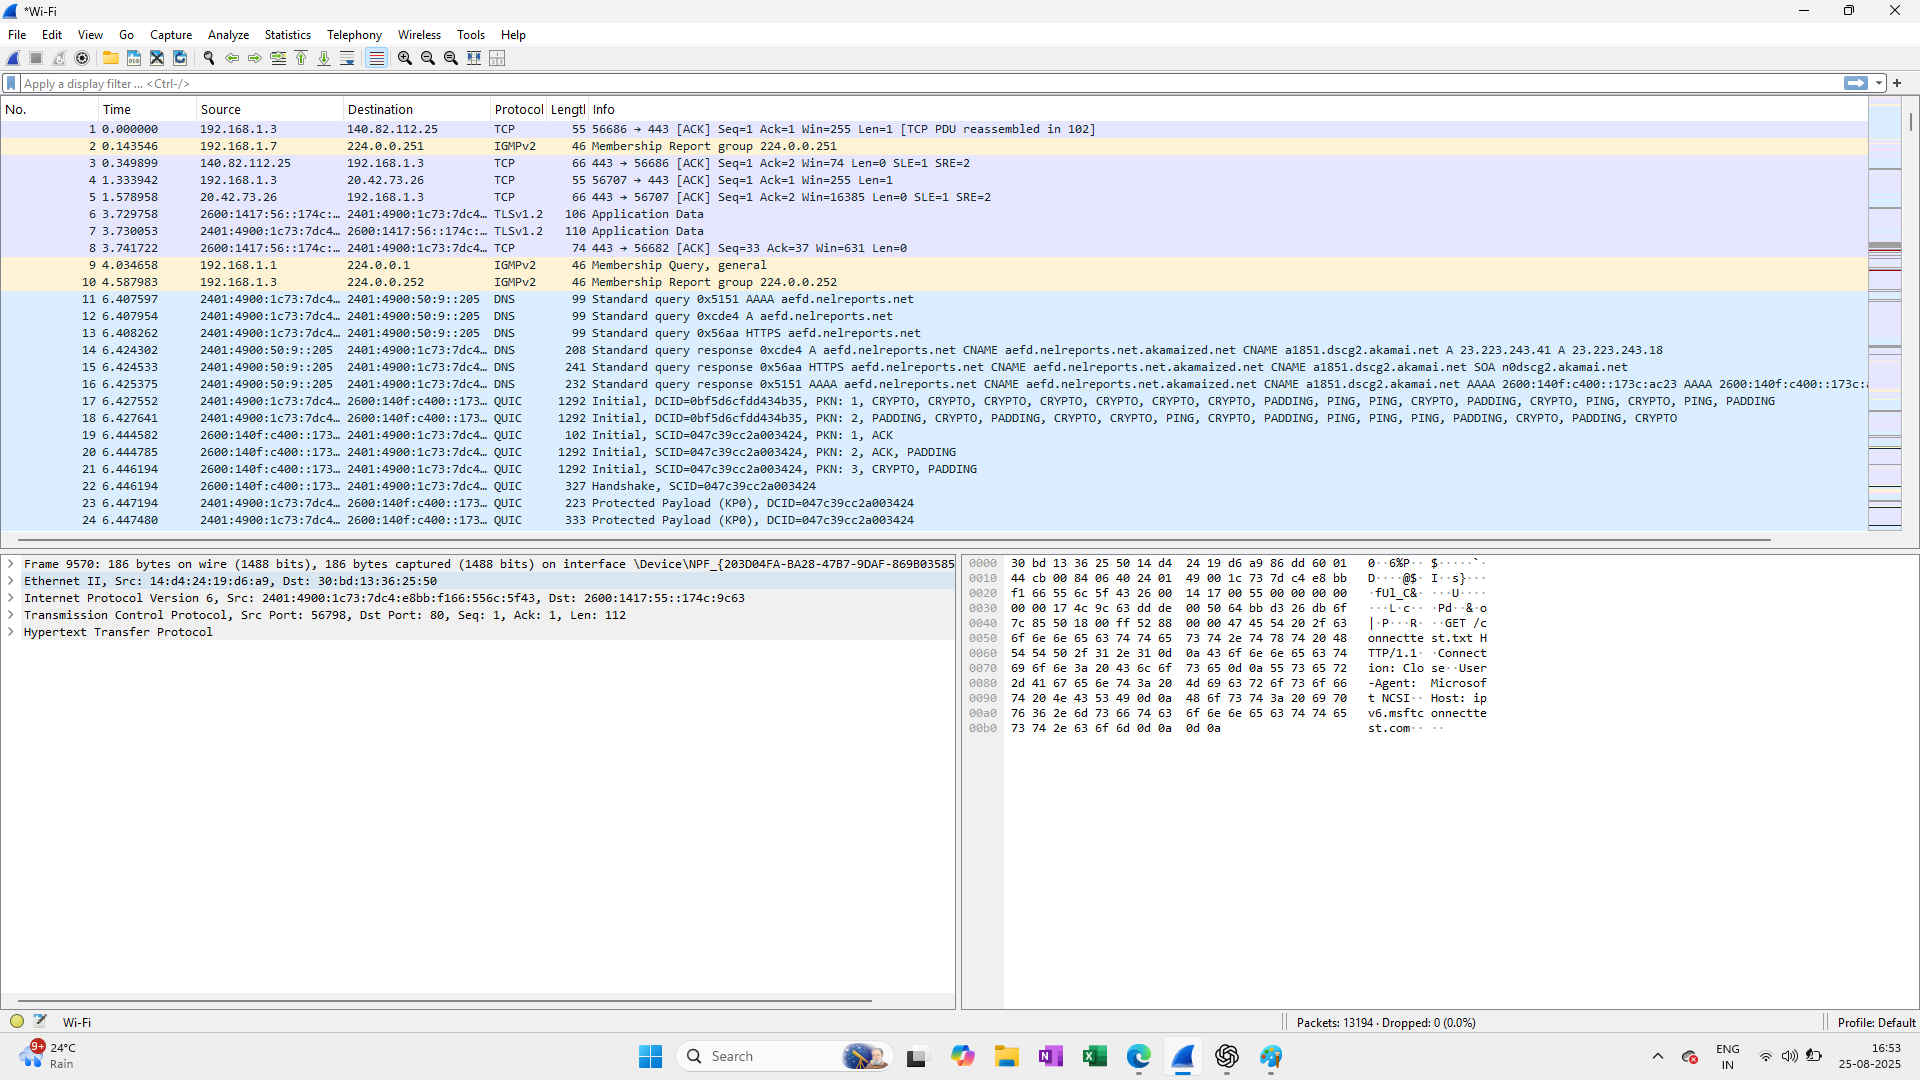 *Wi-Fi
File Edit View Go Capture Analyze Statistics Telephony Wireless Tools Help
Apply a display filter ... <Ctrl-/>
No. Time Source Destination Protocol Lengtl Info
1 0.000000 192.168.1.3 140.82.112.25 TCP 55 56686 → 443 [ACK] Seq=1 Ack=1 Win=255 Len=1 [TCP PDU reassembled in 102]
2 0.143546 192.168.1.7 224.0.0.251 IGMPv2 46 Membership Report group 224.0.0.251
3 0.349899 140.82.112.25 192.168.1.3 TCP 66 443 → 56686 [ACK] Seq=1 Ack=2 Win=74 Len=0 SLE=1 SRE=2
4 1.333942 192.168.1.3 20.42.73.26 TCP 55 56707 → 443 [ACK] Seq=1 Ack=1 Win=255 Len=1
5 1.578958 20.42.73.26 192.168.1.3 TCP 66 443 → 56707 [ACK] Seq=1 Ack=2 Win=16385 Len=0 SLE=1 SRE=2
6 3.729758 2600:1417:56::174c:… 2401:4900:1c73:7dc4… TLSv1.2 106 Application Data
7 3.730053 2401:4900:1c73:7dc4… 2600:1417:56::174c:… TLSv1.2 110 Application Data
8 3.741722 2600:1417:56::174c:… 2401:4900:1c73:7dc4… TCP 74 443 → 56682 [ACK] Seq=33 Ack=37 Win=631 Len=0
9 4.034658 192.168.1.1 224.0.0.1 IGMPv2 46 Membership Query, general
10 4.587983 192.168.1.3 224.0.0.252 IGMPv2 46 Membership Report group 224.0.0.252
11 6.407597 2401:4900:1c73:7dc4… 2401:4900:50:9::205 DNS 99 Standard query 0x5151 AAAA aefd.nelreports.net
12 6.407954 2401:4900:1c73:7dc4… 2401:4900:50:9::205 DNS 99 Standard query 0xcde4 A aefd.nelreports.net
13 6.408262 2401:4900:1c73:7dc4… 2401:4900:50:9::205 DNS 99 Standard query 0x56aa HTTPS aefd.nelreports.net
14 6.424302 2401:4900:50:9::205 2401:4900:1c73:7dc4… DNS 208 Standard query response 0xcde4 A aefd.nelreports.net CNAME aefd.nelreports.net.akamaized.net CNAME a1851.dscg2.akamai.net A 23.223.243.41 A 23.223.243.18
15 6.424533 2401:4900:50:9::205 2401:4900:1c73:7dc4… DNS 241 Standard query response 0x56aa HTTPS aefd.nelreports.net CNAME aefd.nelreports.net.akamaized.net CNAME a1851.dscg2.akamai.net SOA n0dscg2.akamai.net
16 6.425375 2401:4900:50:9::205 2401:4900:1c73:7dc4… DNS 232 Standard query response 0x5151 AAAA aefd.nelreports.net CNAME aefd.nelreports.net.akamaized.net CNAME a1851.dscg2.akamai.net AAAA 2600:140f:c400::173c:ac23 AAAA 2600:140f:c400::173c:a
17 6.427552 2401:4900:1c73:7dc4… 2600:140f:c400::173… QUIC 1292 Initial, DCID=0bf5d6cfdd434b35, PKN: 1, CRYPTO, CRYPTO, CRYPTO, CRYPTO, CRYPTO, CRYPTO, CRYPTO, PADDING, PING, PING, CRYPTO, PADDING, CRYPTO, PING, CRYPTO, PING, PADDING
18 6.427641 2401:4900:1c73:7dc4… 2600:140f:c400::173… QUIC 1292 Initial, DCID=0bf5d6cfdd434b35, PKN: 2, PADDING, CRYPTO, PADDING, CRYPTO, CRYPTO, PING, CRYPTO, PADDING, PING, PING, PING, PADDING, CRYPTO, PADDING, CRYPTO
19 6.444582 2600:140f:c400::173… 2401:4900:1c73:7dc4… QUIC 102 Initial, SCID=047c39cc2a003424, PKN: 1, ACK
20 6.444785 2600:140f:c400::173… 2401:4900:1c73:7dc4… QUIC 1292 Initial, SCID=047c39cc2a003424, PKN: 2, ACK, PADDING
21 6.446194 2600:140f:c400::173… 2401:4900:1c73:7dc4… QUIC 1292 Initial, SCID=047c39cc2a003424, PKN: 3, CRYPTO, PADDING
22 6.446194 2600:140f:c400::173… 2401:4900:1c73:7dc4… QUIC 327 Handshake, SCID=047c39cc2a003424
23 6.447194 2401:4900:1c73:7dc4… 2600:140f:c400::173… QUIC 223 Protected Payload (KP0), DCID=047c39cc2a003424
24 6.447480 2401:4900:1c73:7dc4… 2600:140f:c400::173… QUIC 333 Protected Payload (KP0), DCID=047c39cc2a003424
Frame 9570: 186 bytes on wire (1488 bits), 186 bytes captured (1488 bits) on interface \Device\NPF_{203D04FA-BA28-47B7-9DAF-869B03585
Ethernet II, Src: 14:d4:24:19:d6:a9, Dst: 30:bd:13:36:25:50
Internet Protocol Version 6, Src: 2401:4900:1c73:7dc4:e8bb:f166:556c:5f43, Dst: 2600:1417:55::174c:9c63
Transmission Control Protocol, Src Port: 56798, Dst Port: 80, Seq: 1, Ack: 1, Len: 112
Hypertext Transfer Protocol
0000 30 bd 13 36 25 50 14 d4 24 19 d6 a9 86 dd 60 01 0··6%P·· $·····`·
0010 44 cb 00 84 06 40 24 01 49 00 1c 73 7d c4 e8 bb D····@$· I··s}···
0020 f1 66 55 6c 5f 43 26 00 14 17 00 55 00 00 00 00 ·fUl_C&· ···U····
0030 00 00 17 4c 9c 63 dd de 00 50 64 bb d3 26 db 6f ···L·c·· ·Pd··&·o
0040 7c 85 50 18 00 ff 52 88 00 00 47 45 54 20 2f 63 |·P···R· ··GET /c
0050 6f 6e 6e 65 63 74 74 65 73 74 2e 74 78 74 20 48 onnectte st.txt H
0060 54 54 50 2f 31 2e 31 0d 0a 43 6f 6e 6e 65 63 74 TTP/1.1· ·Connect
0070 69 6f 6e 3a 20 43 6c 6f 73 65 0d 0a 55 73 65 72 ion: Clo se··User
0080 2d 41 67 65 6e 74 3a 20 4d 69 63 72 6f 73 6f 66 -Agent: Microsof
0090 74 20 4e 43 53 49 0d 0a 48 6f 73 74 3a 20 69 70 t NCSI·· Host: ip
00a0 76 36 2e 6d 73 66 74 63 6f 6e 6e 65 63 74 74 65 v6.msftc onnectte
00b0 73 74 2e 63 6f 6d 0d 0a 0d 0a st.com·· ··
Wi-Fi Packets: 13194 · Dropped: 0 (0.0%) Profile: Default
9+ 24°C
Rain
Search
ENG
IN
16:53
25-08-2025